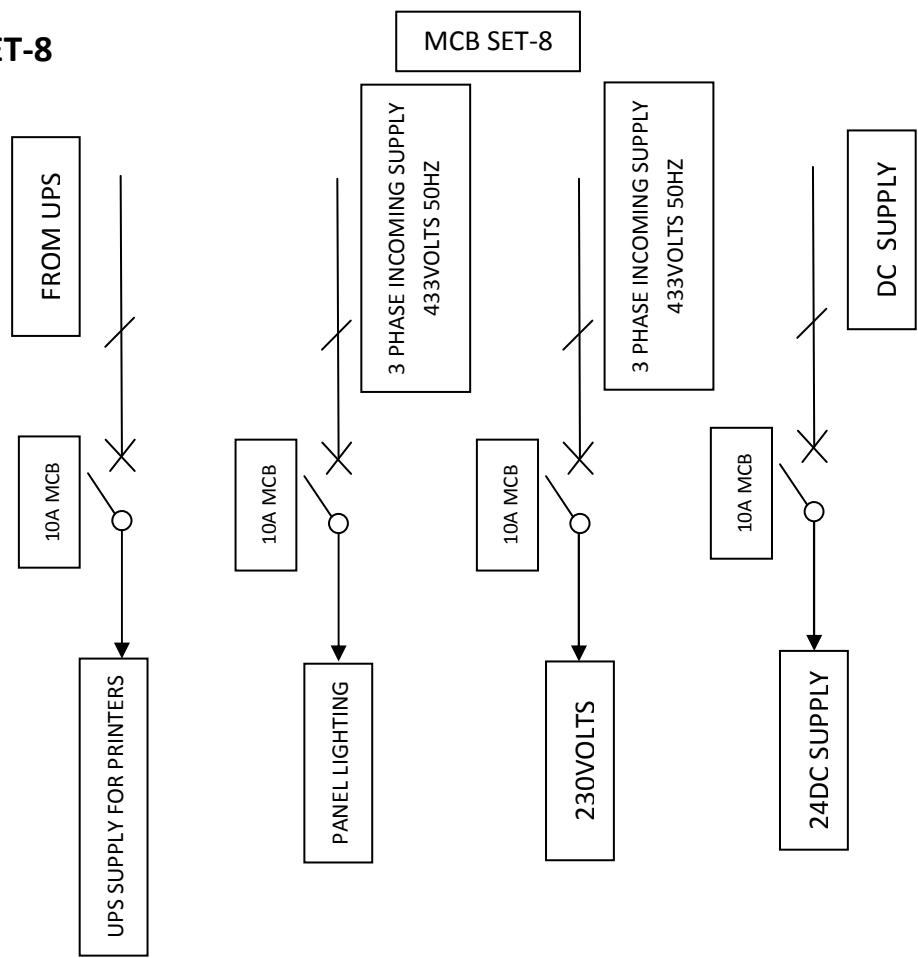 ET-8
MCB SET-8
FROM UPS
3 PHASE INCOMING SUPPLY
433VOLTS 50HZ
3 PHASE INCOMING SUPPLY
433VOLTS 50HZ
DC SUPPLY
10A MCB
10A MCB
10A MCB
10A MCB
UPS SUPPLY FOR PRINTERS
PANEL LIGHTING
230VOLTS
24DC SUPPLY